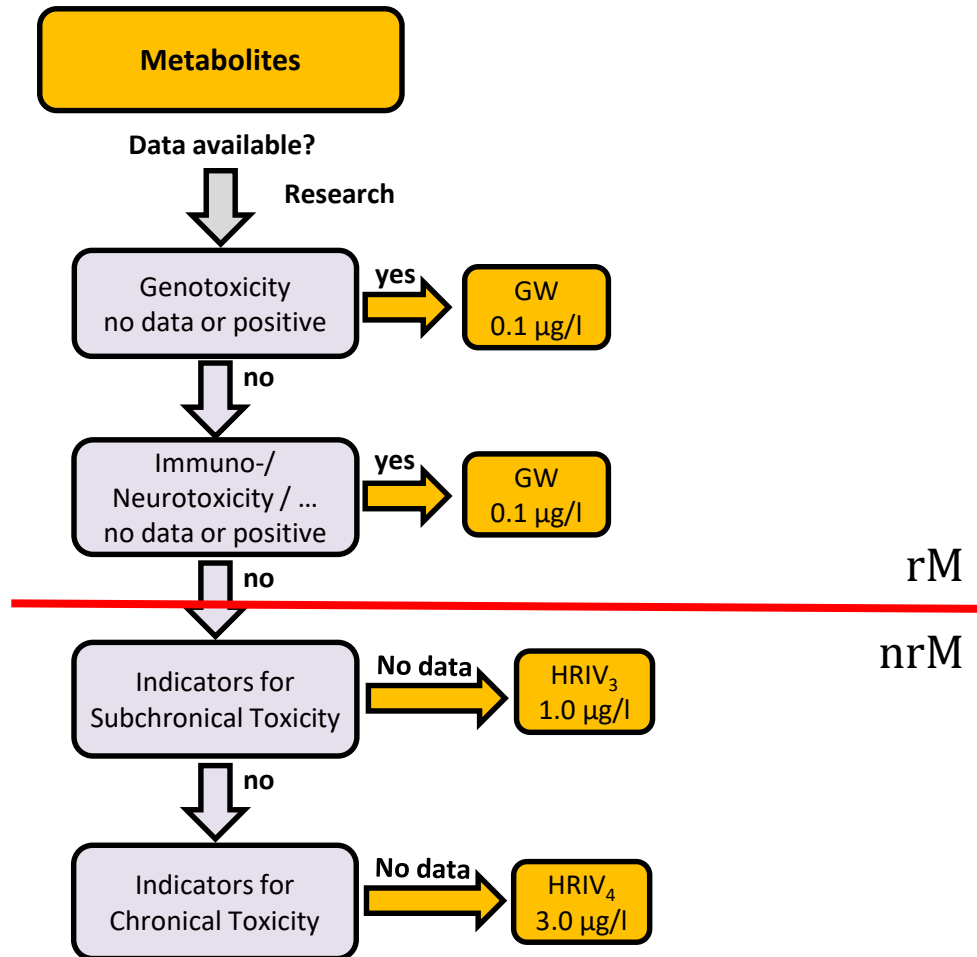 Metabolites
Data available?
Research
Genotoxicity
no data or positive
yes
GW
0.1 µg/l
no
Immuno-/
Neurotoxicity / ...
no data or positive
yes
GW
0.1 µg/l
no
rM
nrM
Indicators for
Subchronical Toxicity
No data
HRIV₃
1.0 µg/l
no
Indicators for
Chronical Toxicity
No data
HRIV₄
3.0 µg/l